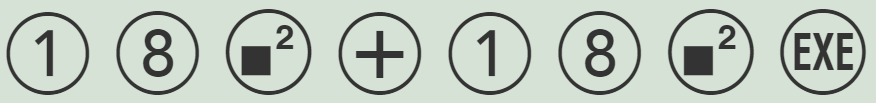 1 8 ■² + 1 8 ■² EXE